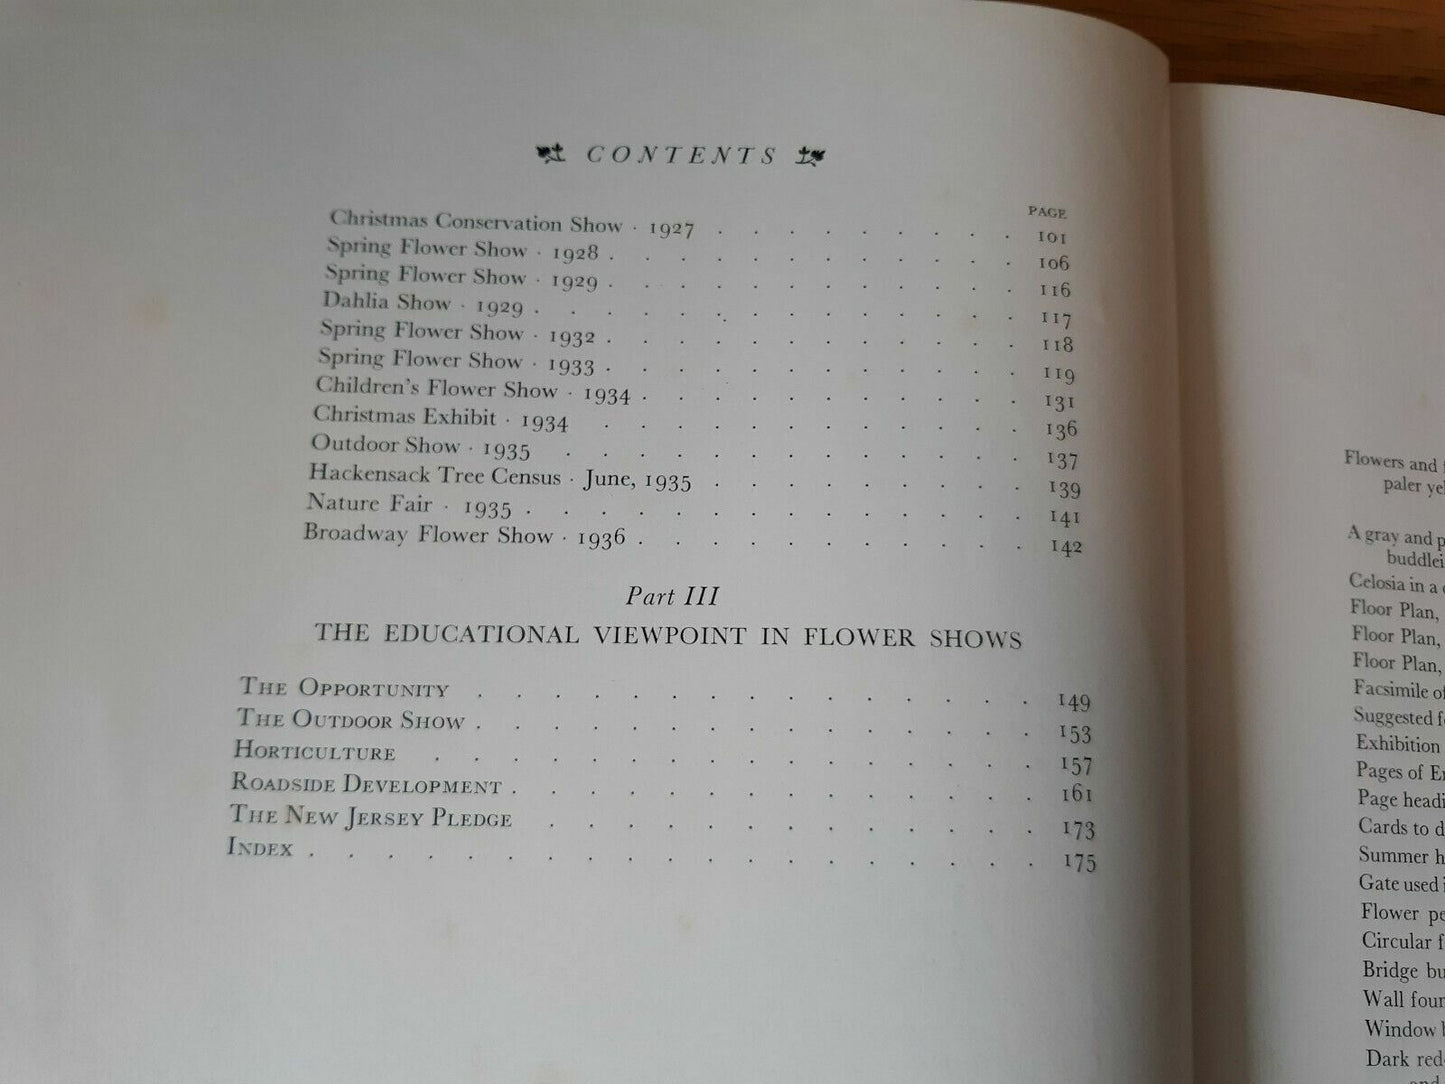 CONTENTS
PAGE
Christmas Conservation Show · 1927 . . . . . . . . . 101
Spring Flower Show · 1928 . . . . . . . . . . . . 106
Spring Flower Show · 1929 . . . . . . . . . . . . 116
Dahlia Show · 1929 . . . . . . . . . . . . . . 117
Spring Flower Show · 1932 . . . . . . . . . . . . 118
Spring Flower Show · 1933 . . . . . . . . . . . . 119
Children's Flower Show · 1934 . . . . . . . . . . . 131
Christmas Exhibit · 1934 . . . . . . . . . . . . 136
Outdoor Show · 1935 . . . . . . . . . . . . . 137
Hackensack Tree Census · June, 1935 . . . . . . . . . 139
Nature Fair · 1935 . . . . . . . . . . . . . . 141
Broadway Flower Show · 1936 . . . . . . . . . . . 142
Part III
THE EDUCATIONAL VIEWPOINT IN FLOWER SHOWS
The Opportunity . . . . . . . . . . . . . . . 149
The Outdoor Show . . . . . . . . . . . . . . . 153
Horticulture . . . . . . . . . . . . . . . . 157
Roadside Development . . . . . . . . . . . . . . 161
The New Jersey Pledge . . . . . . . . . . . . . 173
Index . . . . . . . . . . . . . . . . . . . 175
Flowers and
paler
A gray and
Celosia in a
Floor Plan,
Floor Plan,
Floor Plan,
Facsimile of
Suggested
Exhibition
Pages of
Page
Cards to
Summer
Gate used
Flower
Circular
Bridge
Wall
Window
Dark